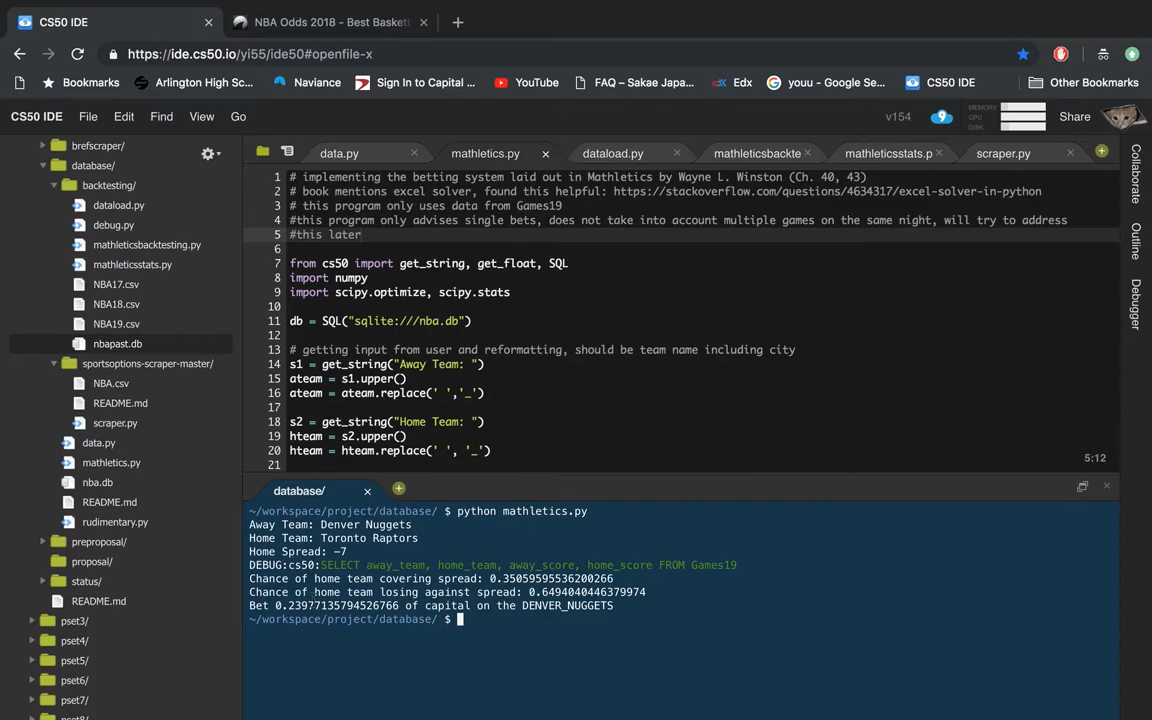 CS50 IDE
NBA Odds 2018 - Best Basket
https://ide.cs50.io/yi55/ide50#openfile-x
Bookmarks
Arlington High Sc...
Naviance
Sign In to Capital ...
YouTube
FAQ – Sakae Japa...
Edx
youu - Google Se...
CS50 IDE
Other Bookmarks
CS50 IDE File Edit Find View Go
v154
MEMORY
CPU
DISK
Share
brefscraper/
database/
backtesting/
dataload.py
debug.py
mathleticsbacktesting.py
mathleticsstats.py
NBA17.csv
NBA18.csv
NBA19.csv
nbapast.db
sportsoptions-scraper-master/
NBA.csv
README.md
scraper.py
data.py
mathletics.py
nba.db
README.md
rudimentary.py
preproposal/
proposal/
status/
README.md
pset3/
pset4/
pset5/
pset6/
pset7/
pset8/
data.py
mathletics.py
dataload.py
mathleticsbackte
mathleticsstats.p
scraper.py
1 # implementing the betting system laid out in Mathletics by Wayne L. Winston (Ch. 40, 43)
2 # book mentions excel solver, found this helpful: https://stackoverflow.com/questions/4634317/excel-solver-in-python
3 # this program only uses data from Games19
4 #this program only advises single bets, does not take into account multiple games on the same night, will try to address
5 #this later
6
7 from cs50 import get_string, get_float, SQL
8 import numpy
9 import scipy.optimize, scipy.stats
10
11 db = SQL("sqlite:///nba.db")
12
13 # getting input from user and reformatting, should be team name including city
14 s1 = get_string("Away Team: ")
15 ateam = s1.upper()
16 ateam = ateam.replace(' ','_')
17
18 s2 = get_string("Home Team: ")
19 hteam = s2.upper()
20 hteam = hteam.replace(' ', '_')
21
5:12
Collaborate
Outline
Debugger
database/
~/workspace/project/database/ $ python mathletics.py
Away Team: Denver Nuggets
Home Team: Toronto Raptors
Home Spread: -7
DEBUG:cs50:SELECT away_team, home_team, away_score, home_score FROM Games19
Chance of home team covering spread: 0.35059595536200266
Chance of home team losing against spread: 0.6494040446379974
Bet 0.23977135794526766 of capital on the DENVER_NUGGETS
~/workspace/project/database/ $